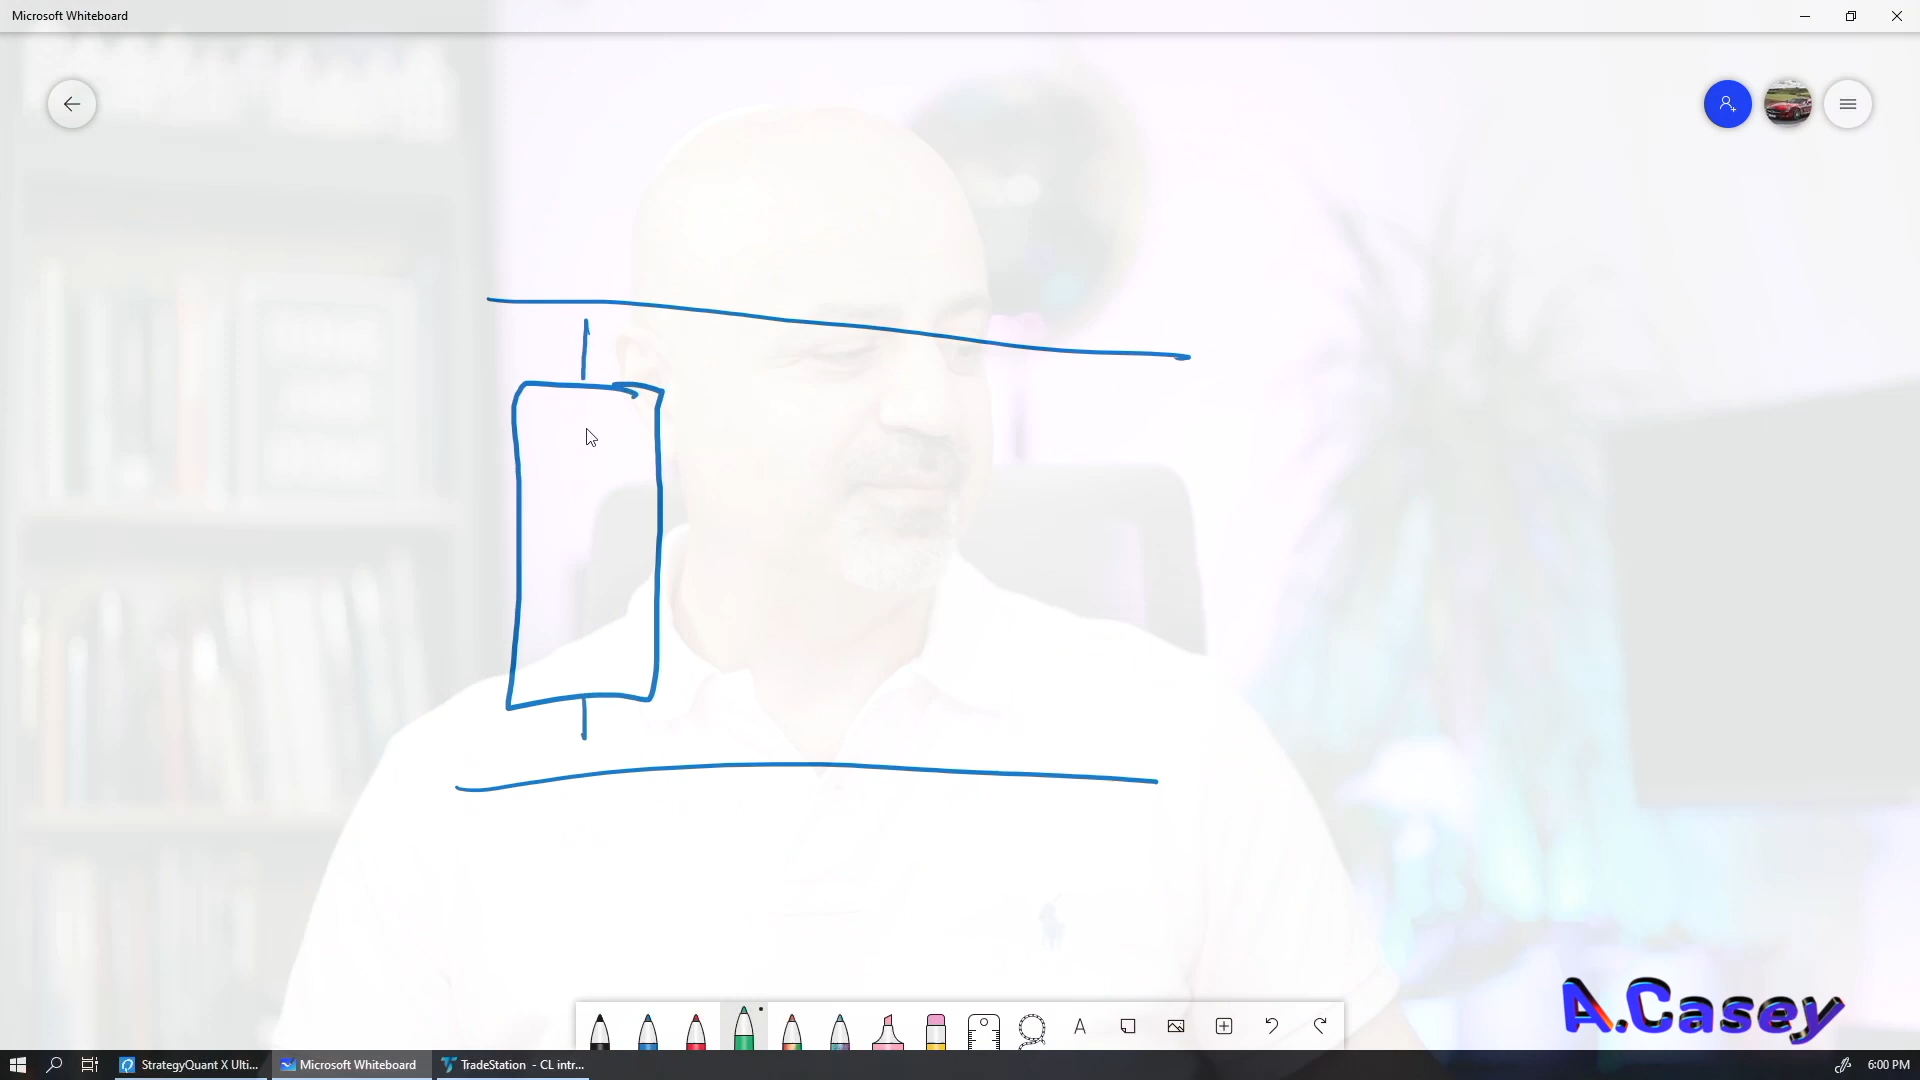 Microsoft Whiteboard
A
A.Casey
StrategyQuant X Ulti...
Microsoft Whiteboard
TradeStation - CL intr...
6:00 PM